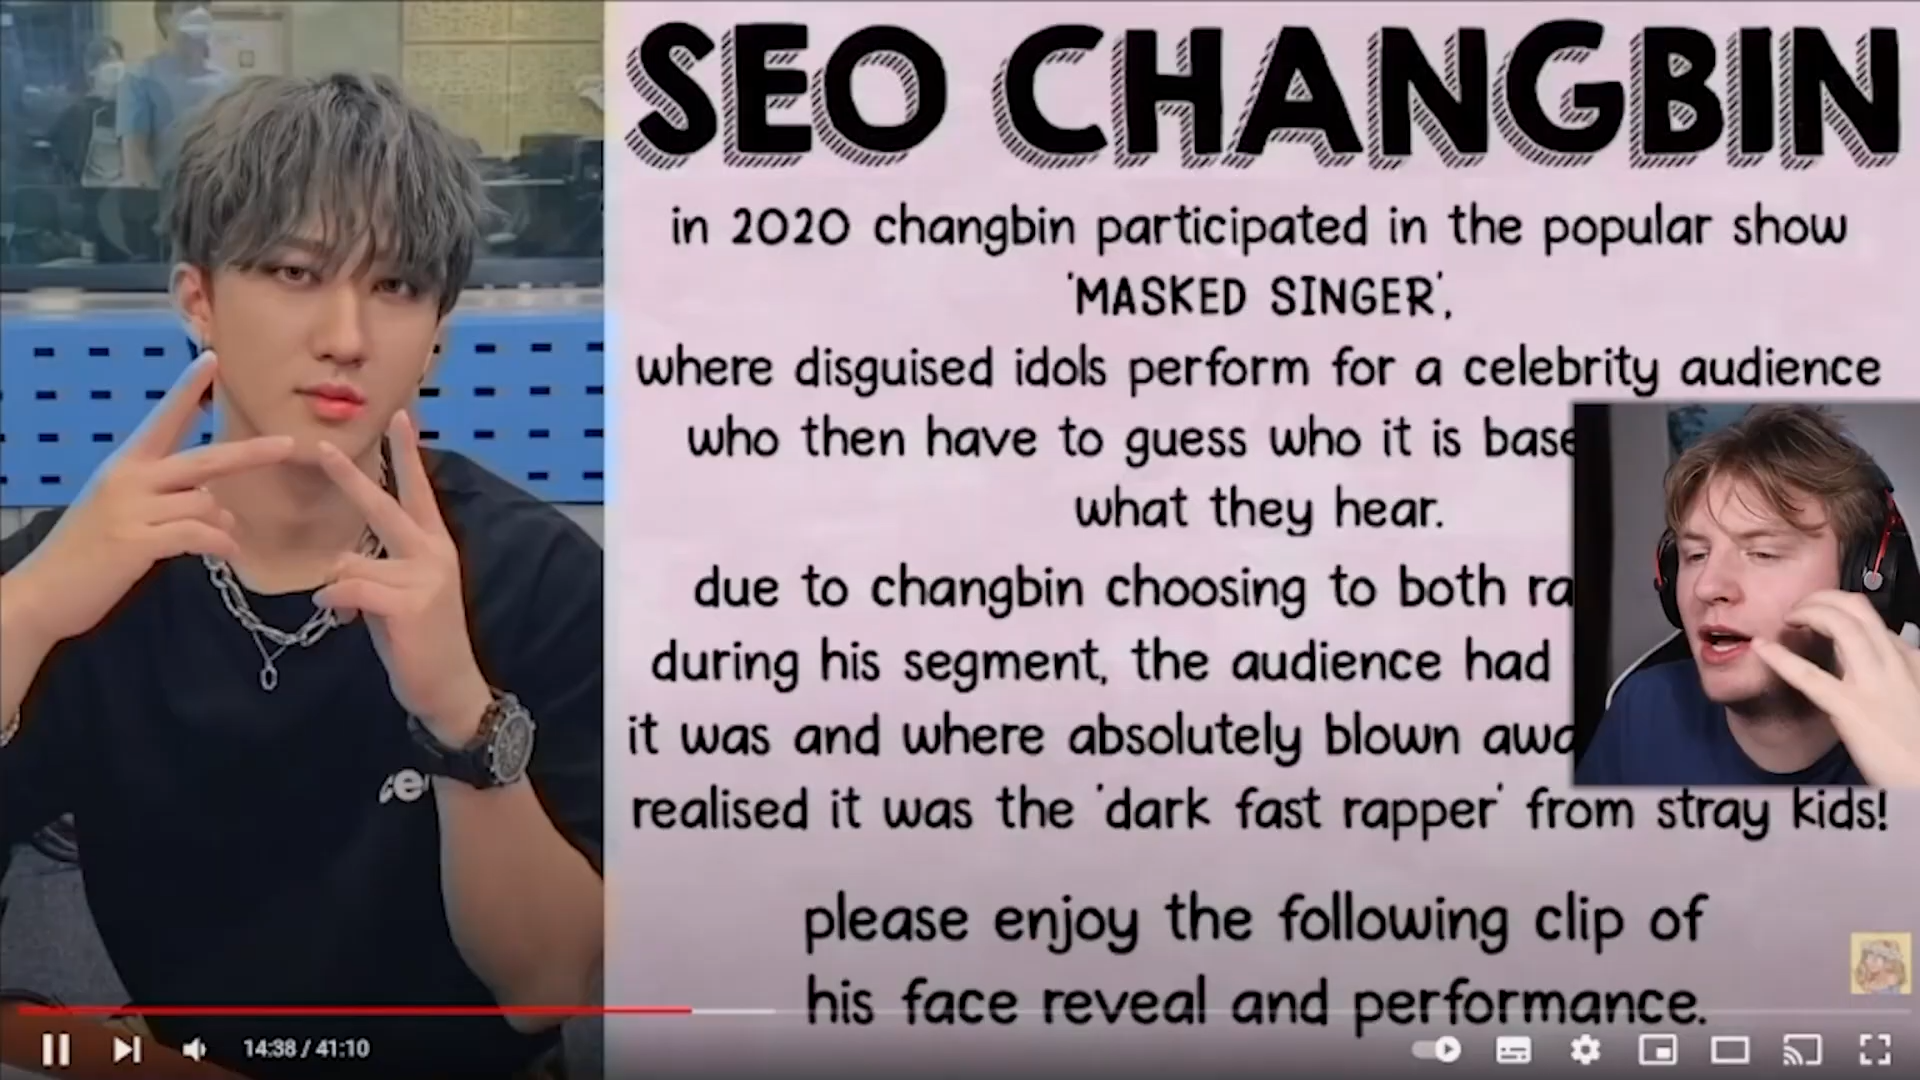 SEO CHANGBIN
in 2020 changbin participated in the popular show
'MASKED SINGER',
where disguised idols perform for a celebrity audience
who then have to guess who it is
what they hear.
due to changbin choosing to both
during his segment, the audience had
it was and where absolutely blown
realised it was the 'dark fast rapper' from stray kids!
please enjoy the following clip of
his face reveal and performance.
14:38 / 41:10